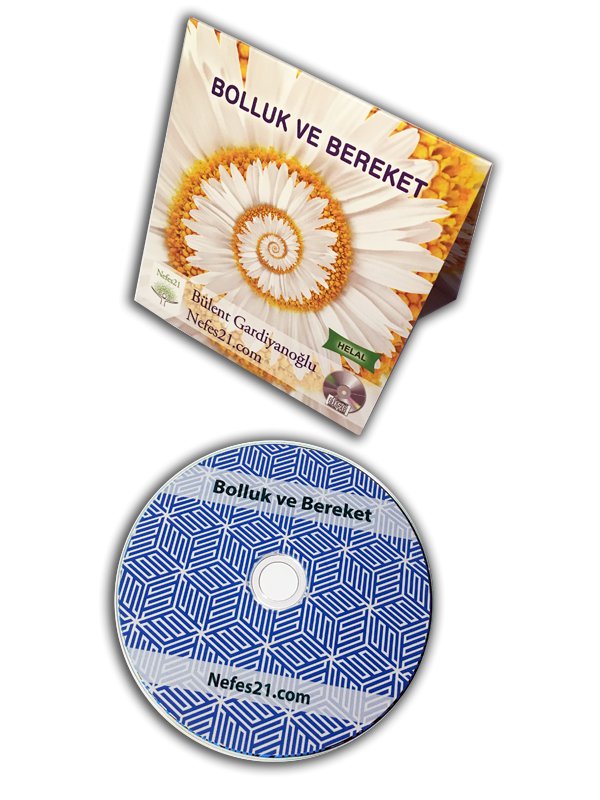 BOLLUK VE BEREKET
Nefes21
Bülent Gardiyanoğlu
Nefes21.com
HELAL
Bolluk ve Bereket
Nefes21.com